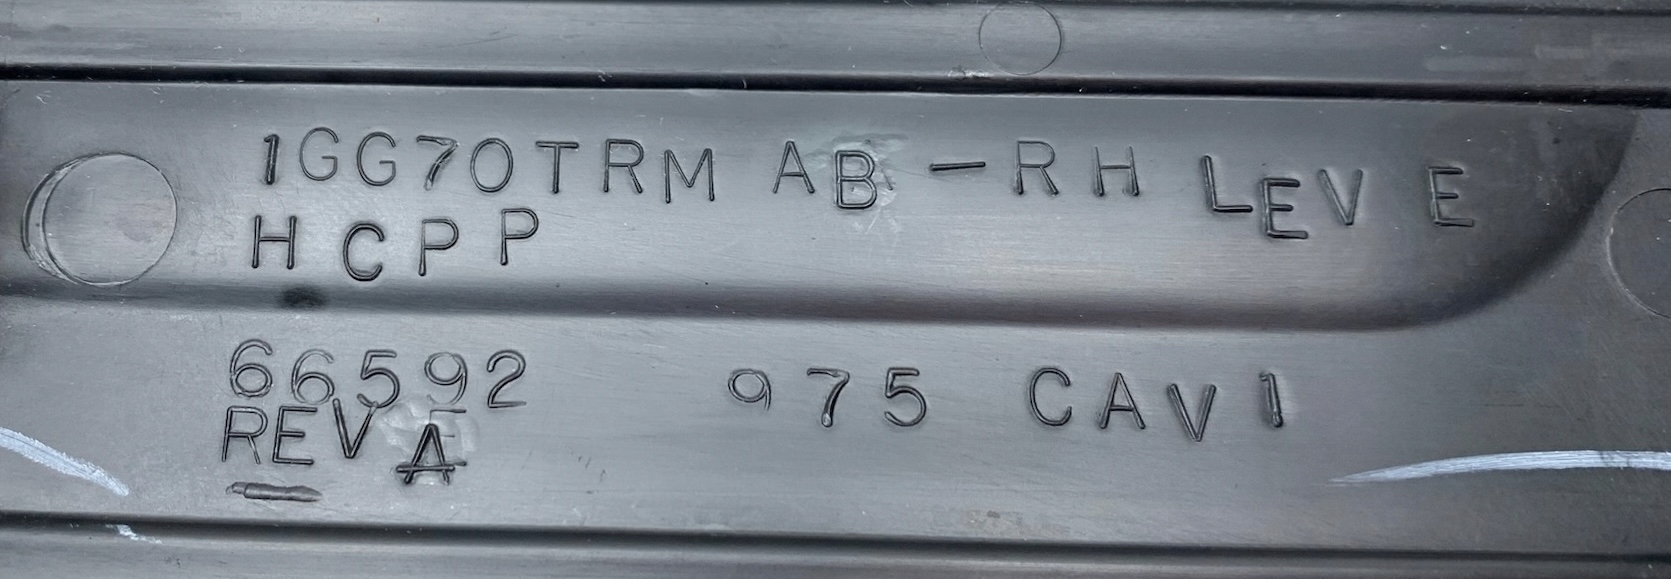 1GG70TRM AB-RH LEV E
HCPP
66592 975 CAV1
REV A